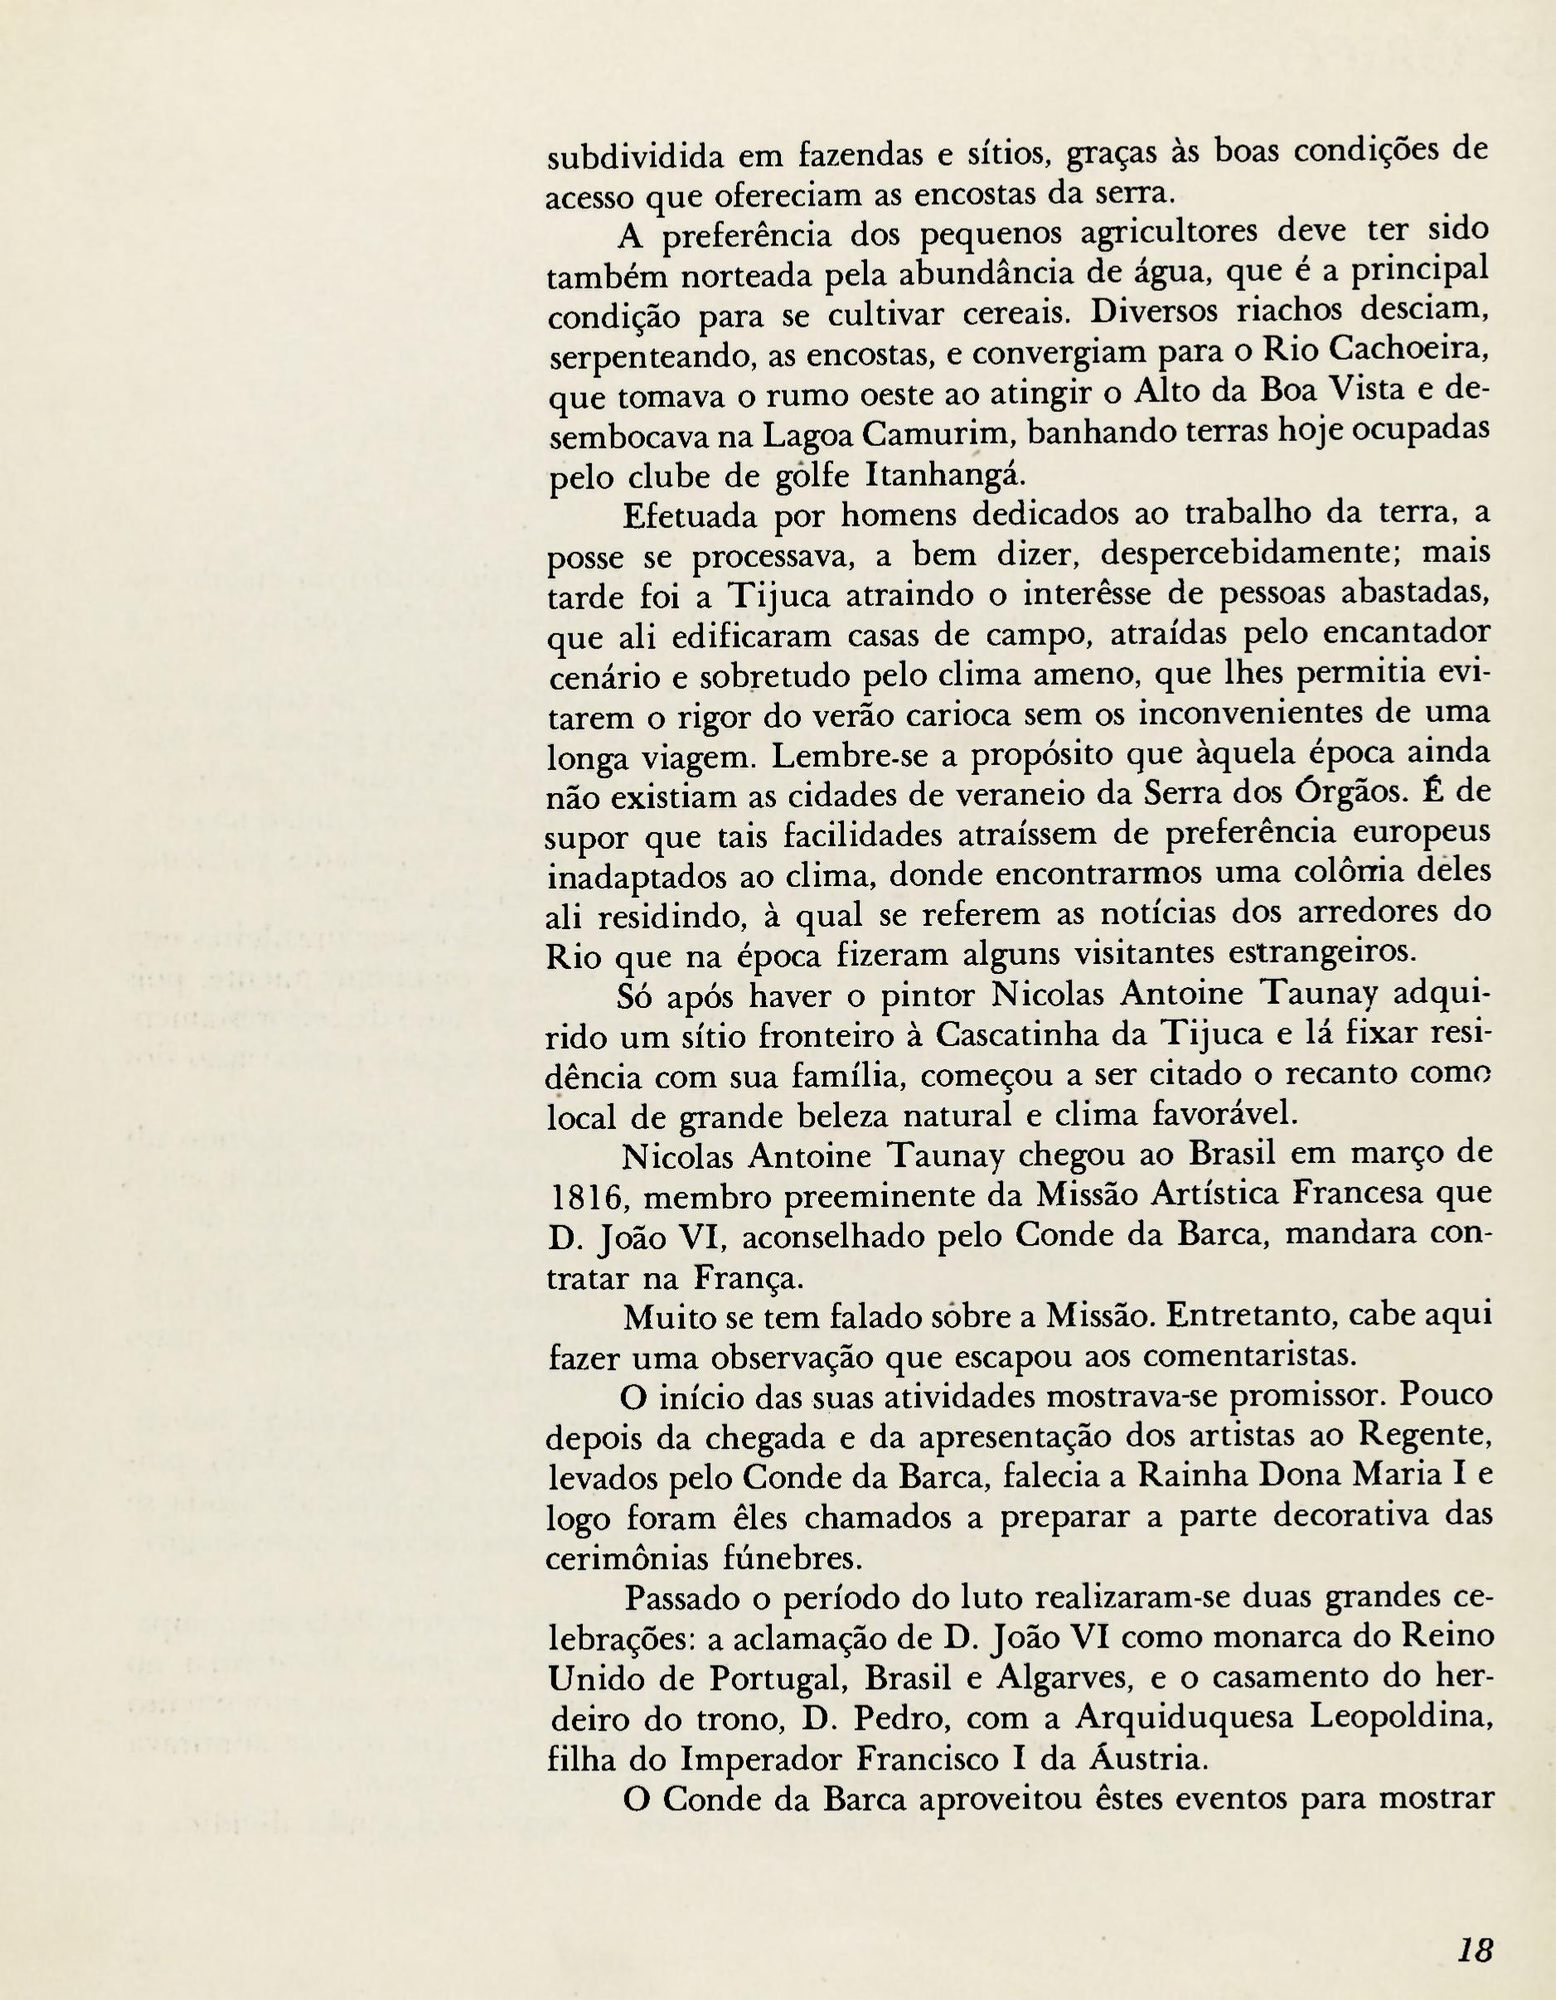 subdividida em fazendas e sítios, graças às boas condições de
acesso que ofereciam as encostas da serra.
A preferência dos pequenos agricultores deve ter sido
também norteada pela abundância de água, que é a principal
condição para se cultivar cereais. Diversos riachos desciam,
serpenteando, as encostas, e convergiam para o Rio Cachoeira,
que tomava o rumo oeste ao atingir o Alto da Boa Vista e de-
sembocava na Lagoa Camurim, banhando terras hoje ocupadas
pelo clube de gôlfe Itanhangá.
Efetuada por homens dedicados ao trabalho da terra, a
posse se processava, a bem dizer, despercebidamente; mais
tarde foi a Tijuca atraindo o interêsse de pessoas abastadas,
que ali edificaram casas de campo, atraídas pelo encantador
cenário e sobretudo pelo clima ameno, que lhes permitia evi-
tarem o rigor do verão carioca sem os inconvenientes de uma
longa viagem. Lembre-se a propósito que àquela época ainda
não existiam as cidades de veraneio da Serra dos Órgãos. É de
supor que tais facilidades atraíssem de preferência europeus
inadaptados ao clima, donde encontrarmos uma colônia dêles
ali residindo, à qual se referem as notícias dos arredores do
Rio que na época fizeram alguns visitantes estrangeiros.
Só após haver o pintor Nicolas Antoine Taunay adqui-
rido um sítio fronteiro à Cascatinha da Tijuca e lá fixar resi-
dência com sua família, começou a ser citado o recanto como
local de grande beleza natural e clima favorável.
Nicolas Antoine Taunay chegou ao Brasil em março de
1816, membro preeminente da Missão Artística Francesa que
D. João VI, aconselhado pelo Conde da Barca, mandara con-
tratar na França.
Muito se tem falado sôbre a Missão. Entretanto, cabe aqui
fazer uma observação que escapou aos comentaristas.
O início das suas atividades mostrava-se promissor. Pouco
depois da chegada e da apresentação dos artistas ao Regente,
levados pelo Conde da Barca, falecia a Rainha Dona Maria I e
logo foram êles chamados a preparar a parte decorativa das
cerimônias fúnebres.
Passado o período do luto realizaram-se duas grandes ce-
lebrações: a aclamação de D. João VI como monarca do Reino
Unido de Portugal, Brasil e Algarves, e o casamento do her-
deiro do trono, D. Pedro, com a Arquiduquesa Leopoldina,
filha do Imperador Francisco I da Áustria.
O Conde da Barca aproveitou êstes eventos para mostrar
18